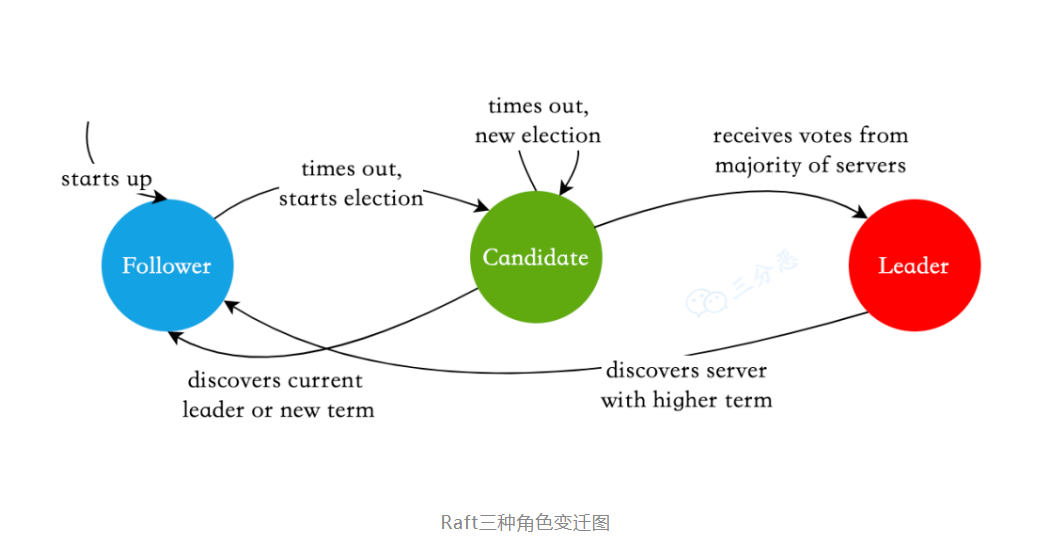 times out,
new election
receives votes from
majority of servers
times out,
starts election
starts up
Follower
Candidate
Leader
三分恶
discovers current
leader or new term
discovers server
with higher term
Raft三种角色变迁图